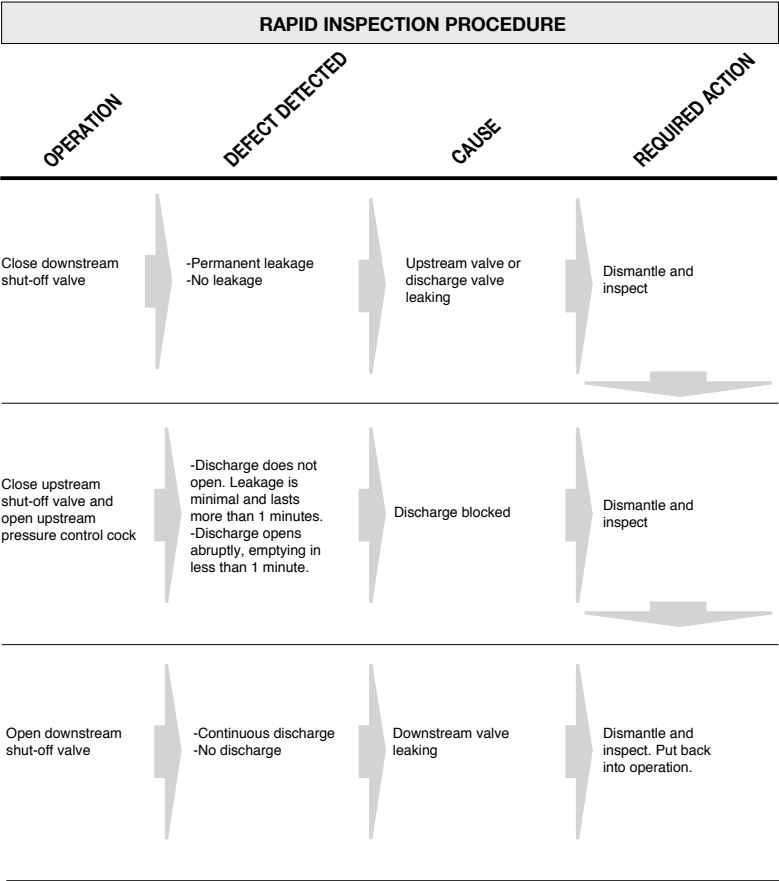 RAPID INSPECTION PROCEDURE
OPERATION
DEFECT DETECTED
CAUSE
REQUIRED ACTION
Close downstream
shut-off valve
-Permanent leakage
-No leakage
Upstream valve or
discharge valve
leaking
Dismantle and
inspect
Close upstream
shut-off valve and
open upstream
pressure control cock
-Discharge does not
open. Leakage is
minimal and lasts
more than 1 minutes.
-Discharge opens
abruptly, emptying in
less than 1 minute.
Discharge blocked
Dismantle and
inspect
Open downstream
shut-off valve
-Continuous discharge
-No discharge
Downstream valve
leaking
Dismantle and
inspect. Put back
into operation.